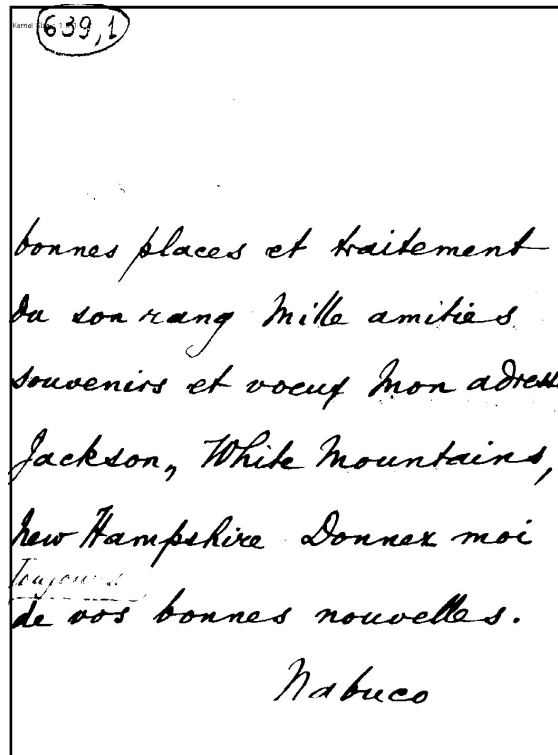 639,1
bonnes places et traitement
du son rang Mille amitiés
souvenirs et voeux Mon adress
Jackson, White Mountains,
New Hampshire Donnez moi
Toujours
de vos bonnes nouvelles.
Nabuco